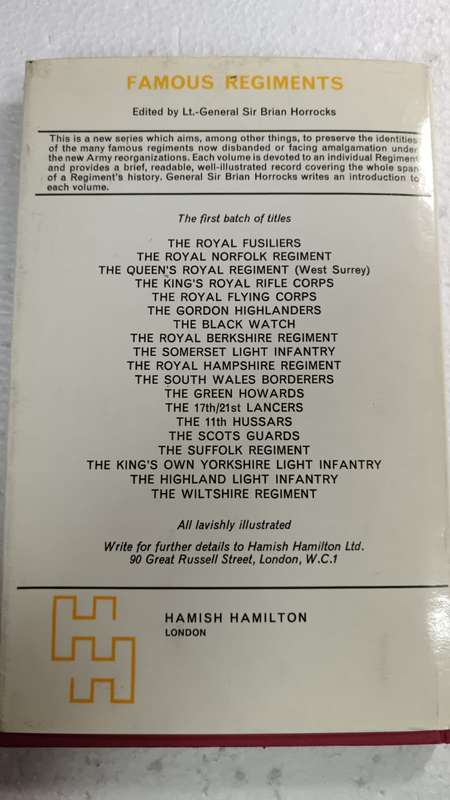 FAMOUS REGIMENTS
Edited by Lt.-General Sir Brian Horrocks
This is a new series which aims, among other things, to preserve the identities
of the many famous regiments now disbanded or facing amalgamation under
the new Army reorganizations. Each volume is devoted to an individual Regiment
and provides a brief, readable, well-illustrated record covering the whole span
of a Regiment's history. General Sir Brian Horrocks writes an introduction to
each volume.
The first batch of titles
THE ROYAL FUSILIERS
THE ROYAL NORFOLK REGIMENT
THE QUEEN'S ROYAL REGIMENT (West Surrey)
THE KING'S ROYAL RIFLE CORPS
THE ROYAL FLYING CORPS
THE GORDON HIGHLANDERS
THE BLACK WATCH
THE ROYAL BERKSHIRE REGIMENT
THE SOMERSET LIGHT INFANTRY
THE ROYAL HAMPSHIRE REGIMENT
THE SOUTH WALES BORDERERS
THE GREEN HOWARDS
THE 17th/21st LANCERS
THE 11th HUSSARS
THE SCOTS GUARDS
THE SUFFOLK REGIMENT
THE KING'S OWN YORKSHIRE LIGHT INFANTRY
THE HIGHLAND LIGHT INFANTRY
THE WILTSHIRE REGIMENT
All lavishly illustrated
Write for further details to Hamish Hamilton Ltd.
90 Great Russell Street, London, W.C.1
HH
HAMISH HAMILTON
LONDON